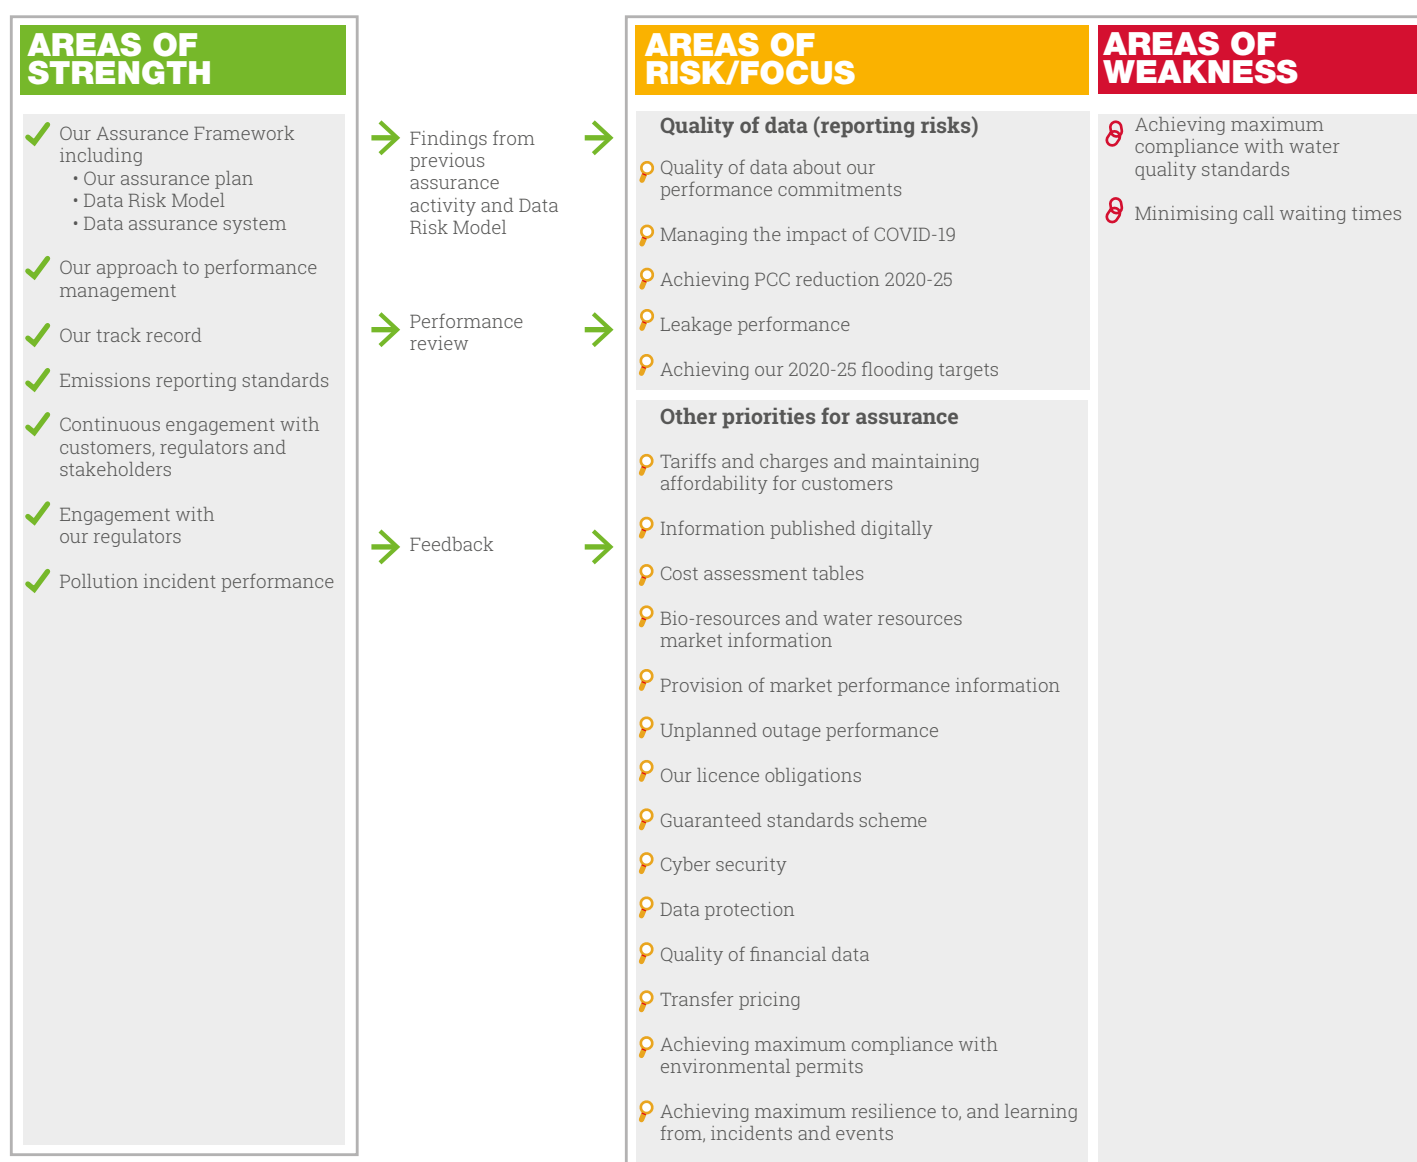 AREAS OF
STRENGTH
Our Assurance Framework
including
• Our assurance plan
• Data Risk Model
• Data assurance system
Our approach to performance
management
Our track record
Emissions reporting standards
Continuous engagement with
customers, regulators and
stakeholders
Engagement with
our regulators
Pollution incident performance
Findings from
previous
assurance
activity and Data
Risk Model
Performance
review
Feedback
AREAS OF
RISK/FOCUS
Quality of data (reporting risks)
Quality of data about our
performance commitments
Managing the impact of COVID-19
Achieving PCC reduction 2020-25
Leakage performance
Achieving our 2020-25 flooding targets
Other priorities for assurance
Tariffs and charges and maintaining
affordability for customers
Information published digitally
Cost assessment tables
Bio-resources and water resources
market information
Provision of market performance information
Unplanned outage performance
Our licence obligations
Guaranteed standards scheme
Cyber security
Data protection
Quality of financial data
Transfer pricing
Achieving maximum compliance with
environmental permits
Achieving maximum resilience to, and learning
from, incidents and events
AREAS OF
WEAKNESS
Achieving maximum
compliance with water
quality standards
Minimising call waiting times